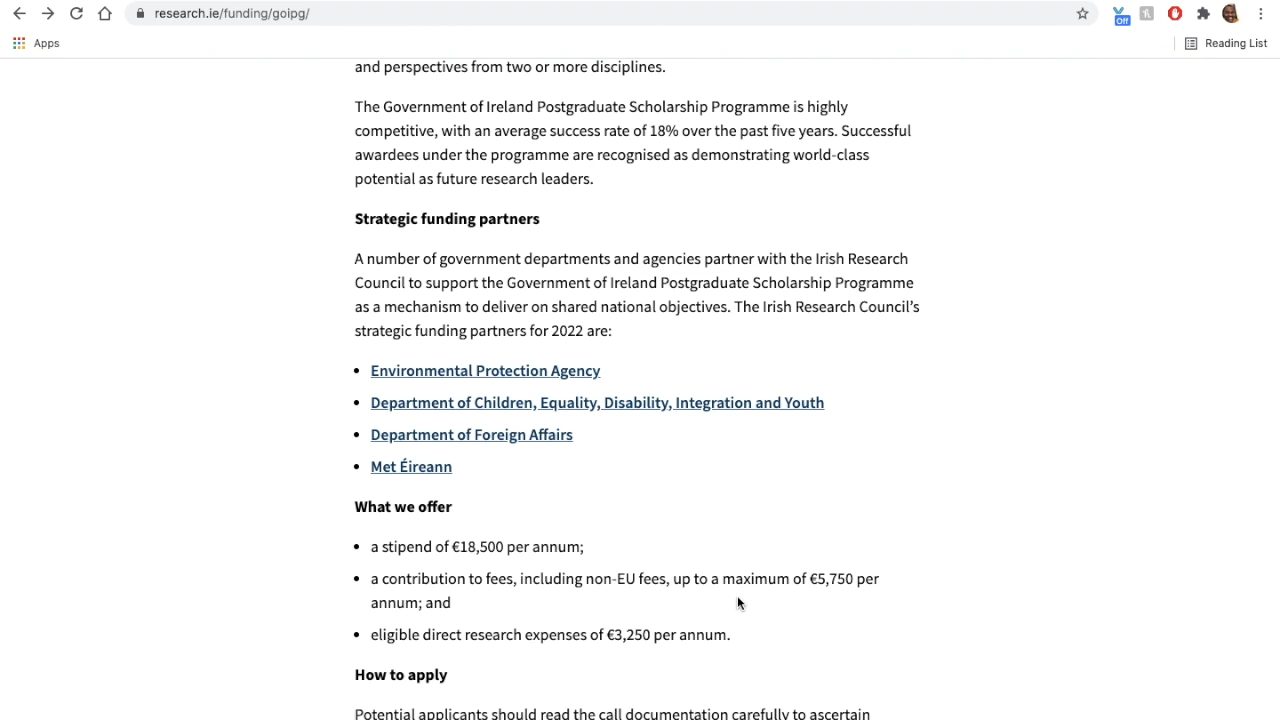 research.ie/funding/goipg/
Off
Apps
Reading List
and perspectives from two or more disciplines.
The Government of Ireland Postgraduate Scholarship Programme is highly
competitive, with an average success rate of 18% over the past five years. Successful
awardees under the programme are recognised as demonstrating world-class
potential as future research leaders.
Strategic funding partners
A number of government departments and agencies partner with the Irish Research
Council to support the Government of Ireland Postgraduate Scholarship Programme
as a mechanism to deliver on shared national objectives. The Irish Research Council’s
strategic funding partners for 2022 are:
• Environmental Protection Agency
• Department of Children, Equality, Disability, Integration and Youth
• Department of Foreign Affairs
• Met Éireann
What we offer
• a stipend of €18,500 per annum;
• a contribution to fees, including non-EU fees, up to a maximum of €5,750 per
annum; and
• eligible direct research expenses of €3,250 per annum.
How to apply
Potential applicants should read the call documentation carefully to ascertain